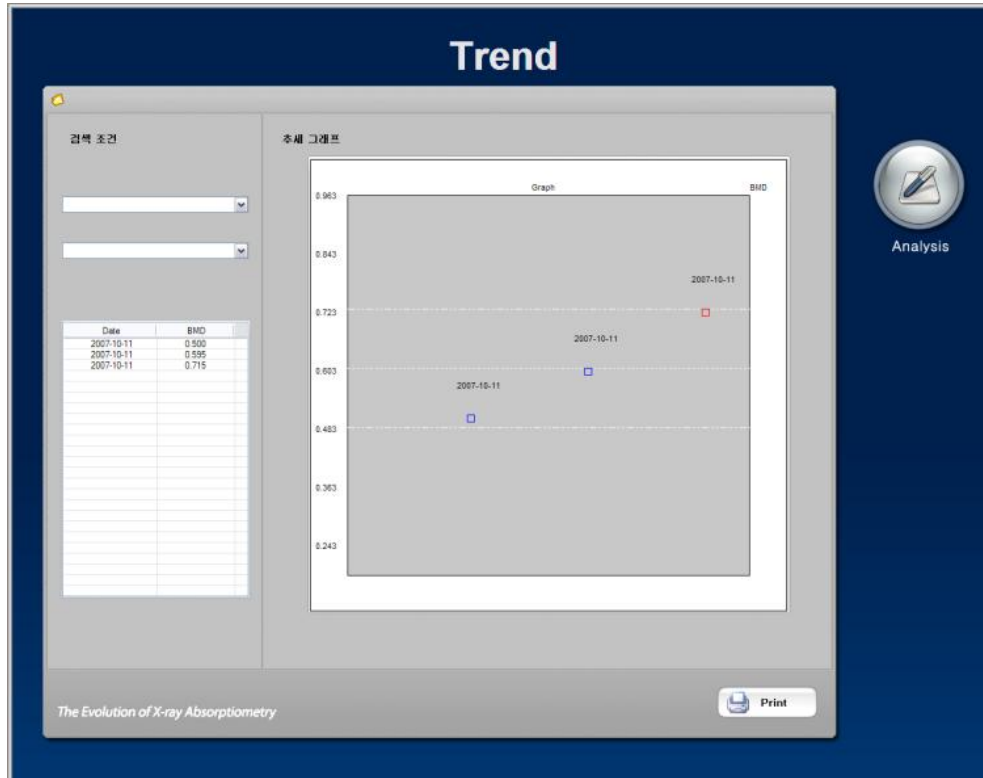 Trend
검색 조건
추세 그래프
Graph
BMD
0.963
0.843
0.723
0.603
0.483
0.363
0.243
2007-10-11
2007-10-11
2007-10-11
Date BMD
2007-10-11 0.500
2007-10-11 0.595
2007-10-11 0.715
Analysis
The Evolution of X-ray Absorptiometry
Print